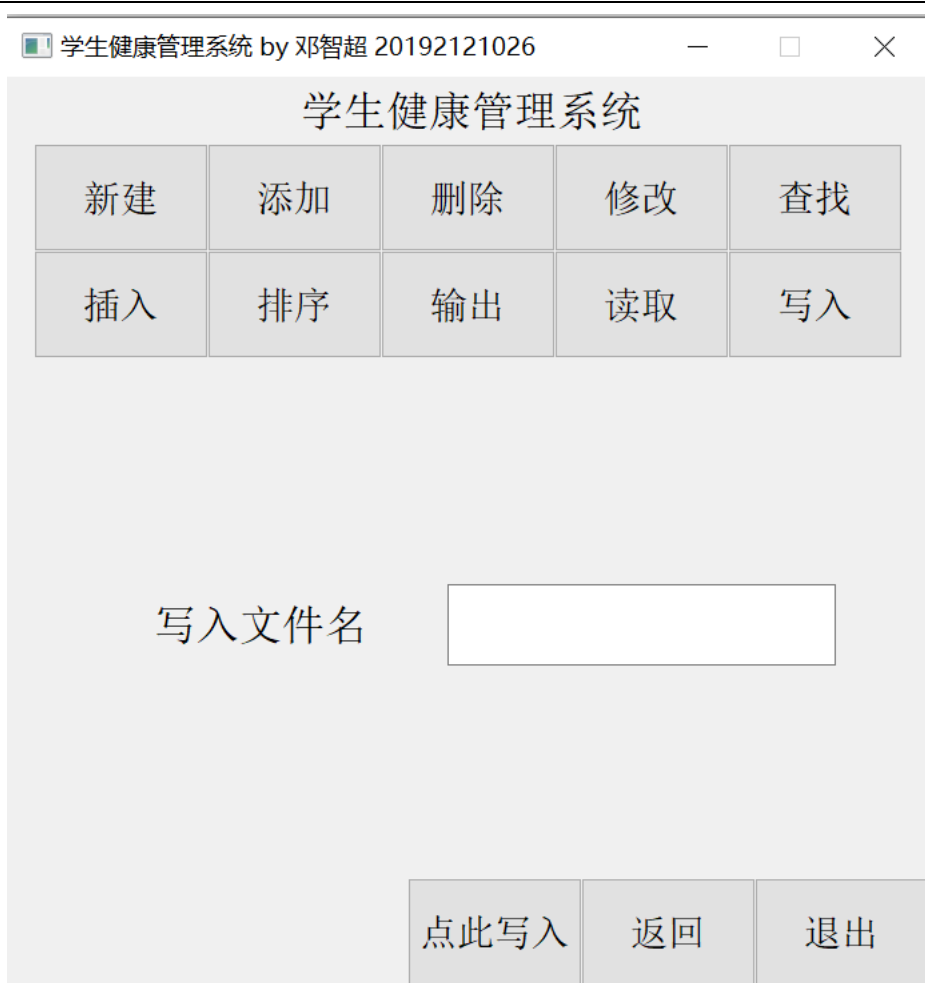 学生健康管理系统 by 邓智超 20192121026
学生健康管理系统
新建 添加 删除 修改 查找
插入 排序 输出 读取 写入
写入文件名
点此写入 返回 退出